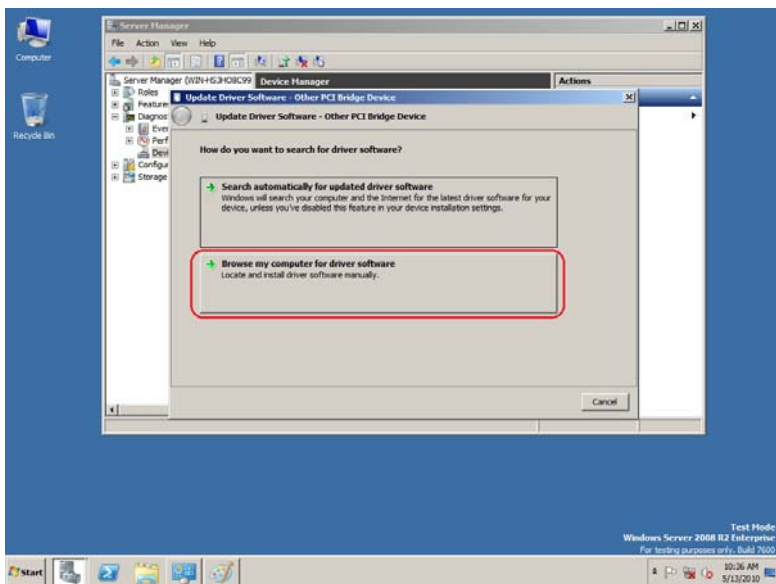 Server Manager
File Action View Help
Computer
Server Manager (WIN-HS3HO8C99
Device Manager
Actions
Roles
Feature
Diagnos
Even
Perf
Devi
Configur
Storage
Recycle Bin
Update Driver Software - Other PCI Bridge Device
Update Driver Software - Other PCI Bridge Device
How do you want to search for driver software?
Search automatically for updated driver software
Windows will search your computer and the Internet for the latest driver software for your
device, unless you've disabled this feature in your device installation settings.
Browse my computer for driver software
Locate and install driver software manually.
Cancel
Test Mode
Windows Server 2008 R2 Enterprise
For testing purposes only. Build 7600
Start
10:36 AM
5/13/2010